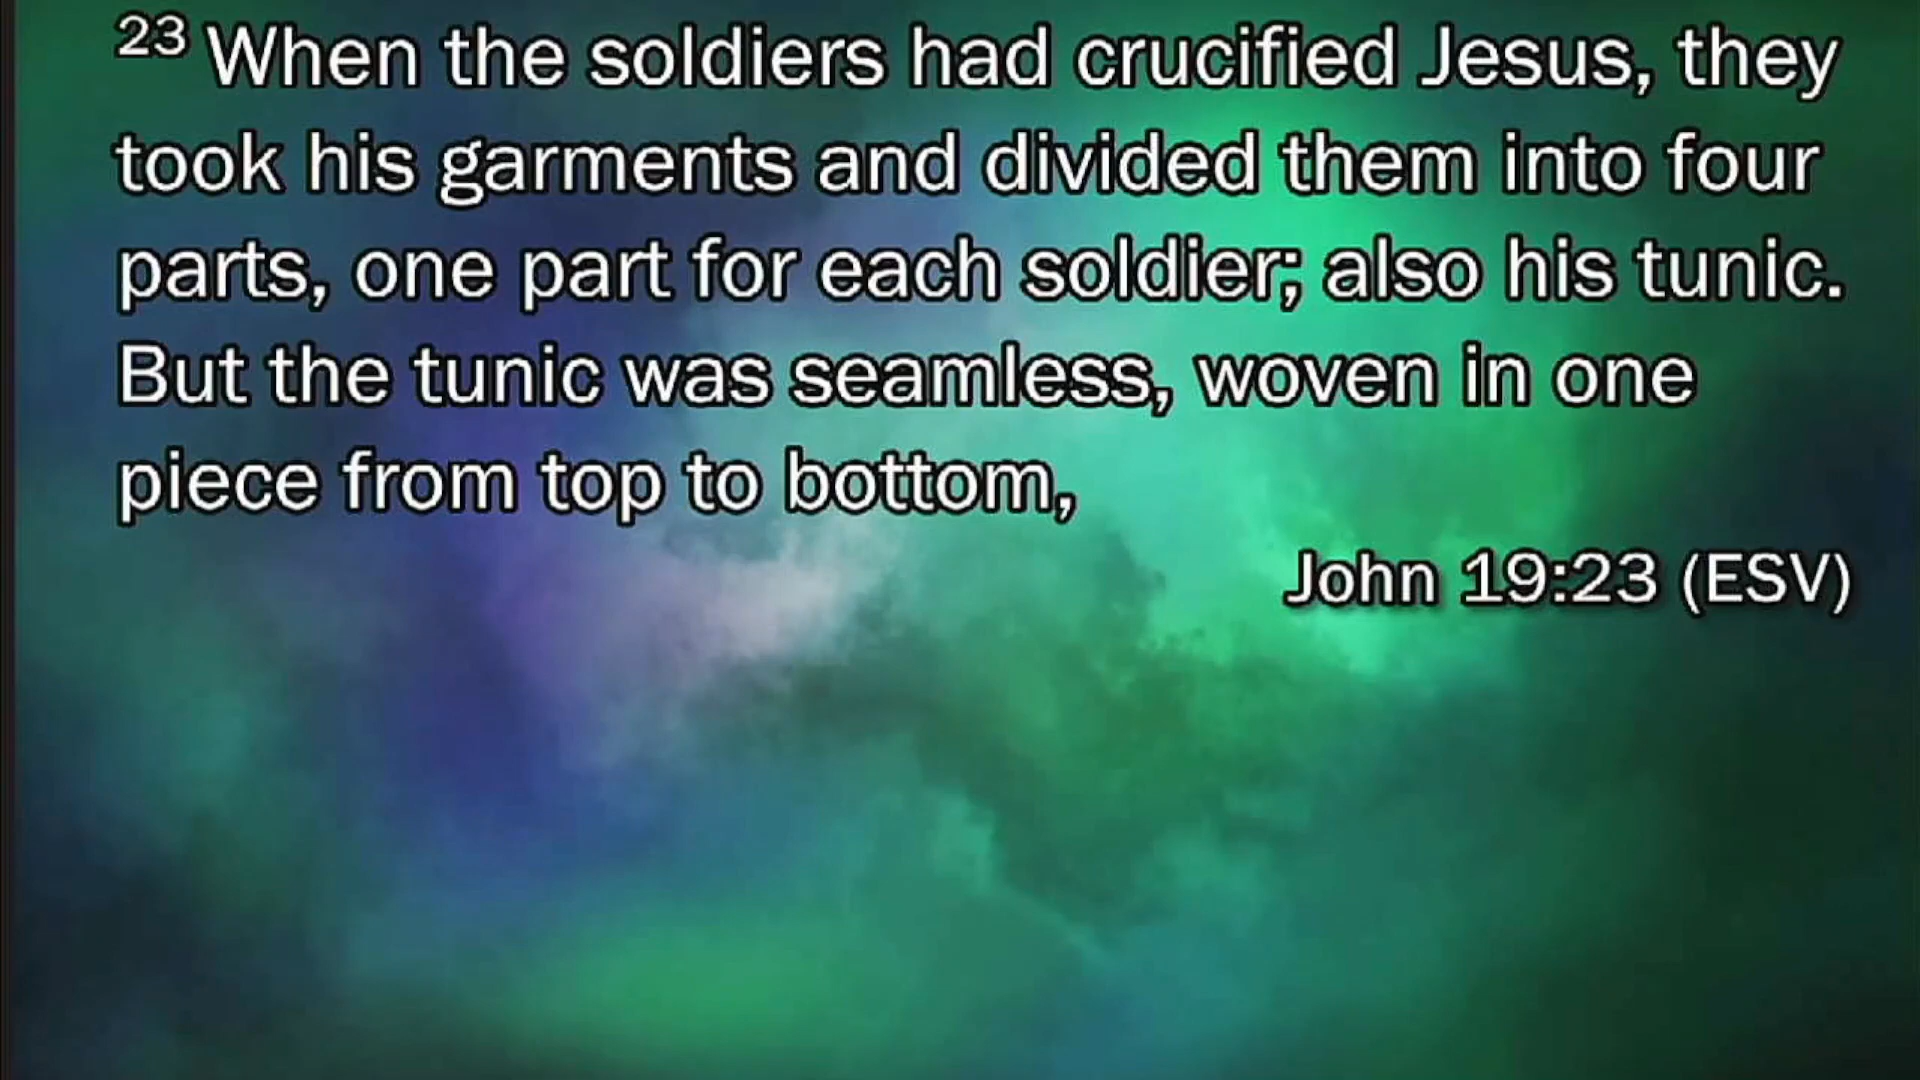 23 When the soldiers had crucified Jesus, they
took his garments and divided them into four
parts, one part for each soldier; also his tunic.
But the tunic was seamless, woven in one
piece from top to bottom,
John 19:23 (ESV)